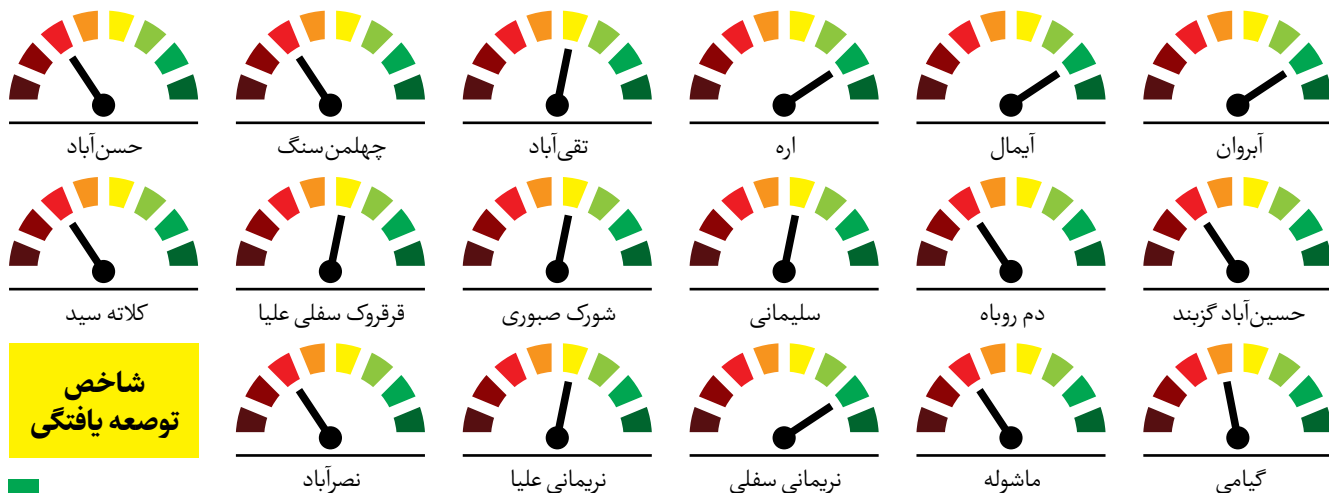 آبروان
آیمال
اره
تقی‌آباد
چهلمن‌سنگ
حسن‌آباد
حسین‌آباد گزبند
دم روباه
سلیمانی
شورک صبوری
قرقروک سفلی علیا
کلاته سید
گیامی
ماشوله
نریمانی سفلی
نریمانی علیا
نصرآباد
شاخص
توصعه یافتگی